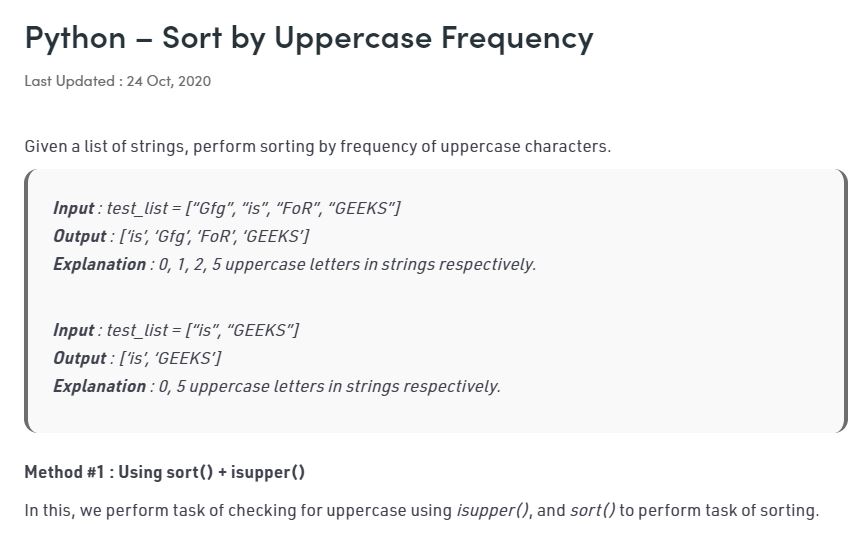 Python – Sort by Uppercase Frequency
Last Updated : 24 Oct, 2020
Given a list of strings, perform sorting by frequency of uppercase characters.
Input : test_list = [“Gfg”, “is”, “FoR”, “GEEKS”]
Output : [‘is’, ‘Gfg’, ‘FoR’, ‘GEEKS’]
Explanation : 0, 1, 2, 5 uppercase letters in strings respectively.
Input : test_list = [“is”, “GEEKS”]
Output : [‘is’, ‘GEEKS’]
Explanation : 0, 5 uppercase letters in strings respectively.
Method #1 : Using sort() + isupper()
In this, we perform task of checking for uppercase using isupper(), and sort() to perform task of sorting.